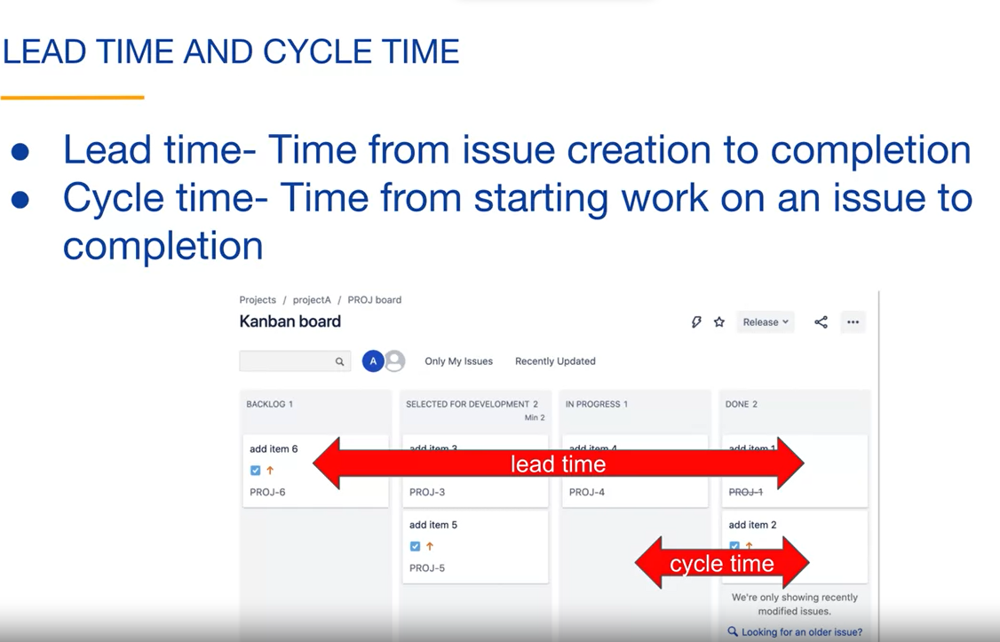 LEAD TIME AND CYCLE TIME
● Lead time- Time from issue creation to completion
● Cycle time- Time from starting work on an issue to
completion
Projects / projectA / PROJ board
Kanban board
Release
A
Only My Issues
Recently Updated
BACKLOG 1
SELECTED FOR DEVELOPMENT 2
Min 2
IN PROGRESS 1
DONE 2
add item 6
add item 3
add item 4
add item 1
lead time
PROJ-6
PROJ-3
PROJ-4
PROJ-1
add item 5
add item 2
cycle time
PROJ-5
We're only showing recently
modified issues.
Looking for an older issue?